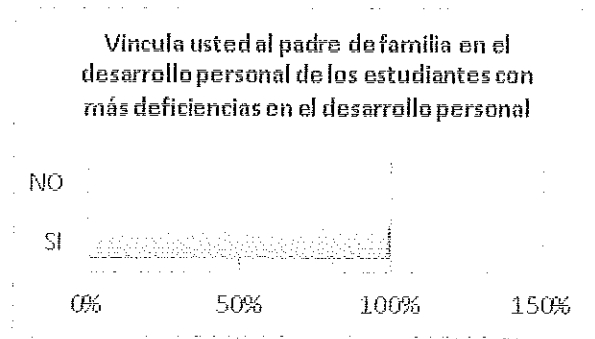 Vincula usted al padre de familia en el
desarrollo personal de los estudiantes con
más deficiencias en el desarrollo personal
NO
SI
0% 50% 100% 150%